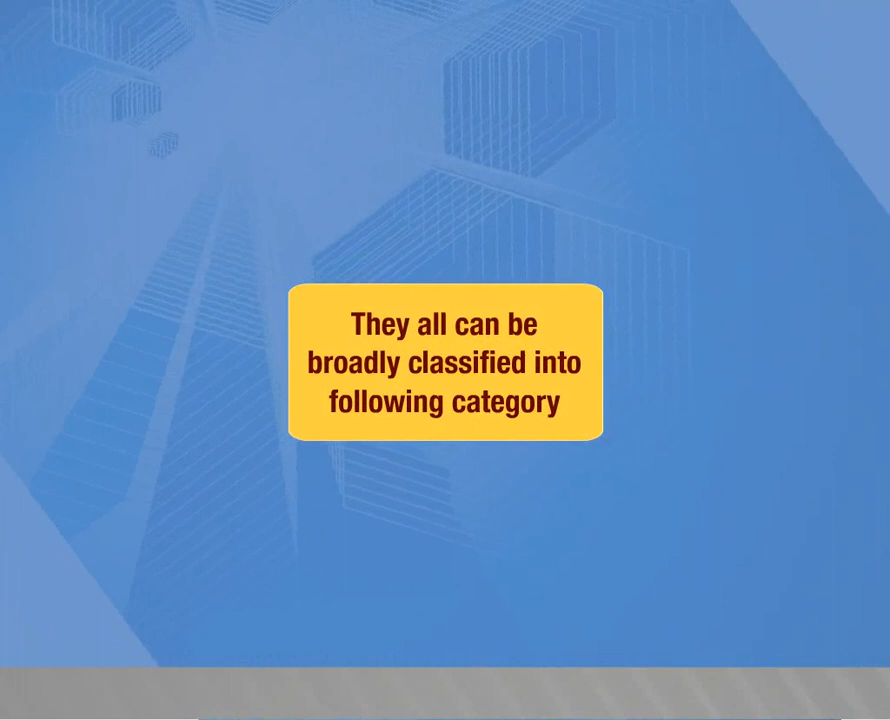 They all can be
broadly classified into
following category